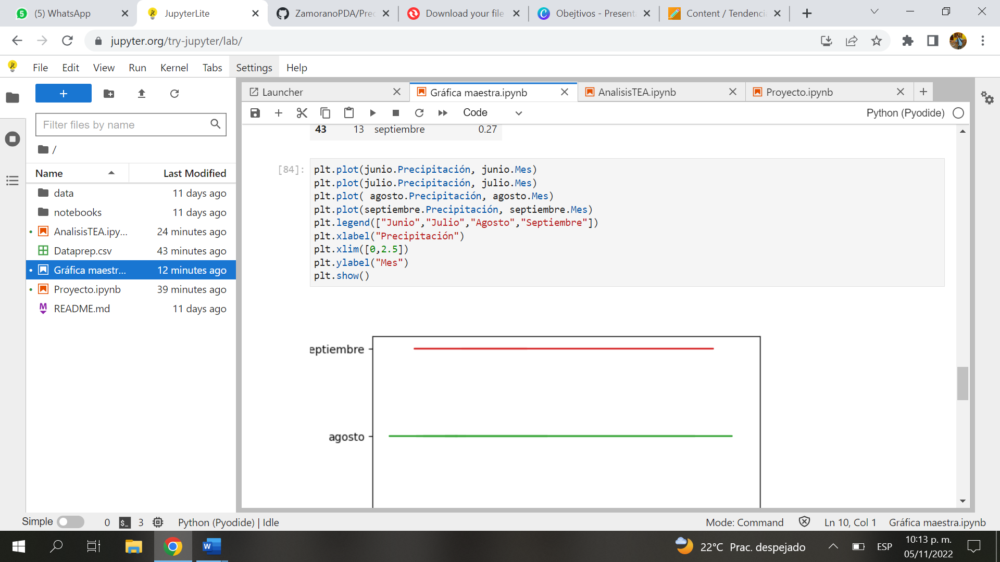 (5) WhatsApp
JupyterLite
ZamoranoPDA/Prec
Download your file
Obejtivos - Present
Content / Tendencia
jupyter.org/try-jupyter/lab/
File Edit View Run Kernel Tabs Settings Help
Launcher
Gráfica maestra.ipynb
AnalisisTEA.ipynb
Proyecto.ipynb
Code
Python (Pyodide)
Filter files by name
/
Name Last Modified
data 11 days ago
notebooks 11 days ago
AnalisisTEA.ipy... 24 minutes ago
Dataprep.csv 43 minutes ago
Gráfica maestr... 12 minutes ago
Proyecto.ipynb 39 minutes ago
README.md 11 days ago
43 13 septiembre 0.27
[84]:
plt.plot(junio.Precipitación, junio.Mes)
plt.plot(julio.Precipitación, julio.Mes)
plt.plot( agosto.Precipitación, agosto.Mes)
plt.plot(septiembre.Precipitación, septiembre.Mes)
plt.legend(["Junio","Julio","Agosto","Septiembre"])
plt.xlabel("Precipitación")
plt.xlim([0,2.5])
plt.ylabel("Mes")
plt.show()
eptiembre
agosto
Simple 0 $_ 3 Python (Pyodide) | Idle
Mode: Command Ln 10, Col 1 Gráfica maestra.ipynb
22°C Prac. despejado
ESP
10:13 p. m.
05/11/2022